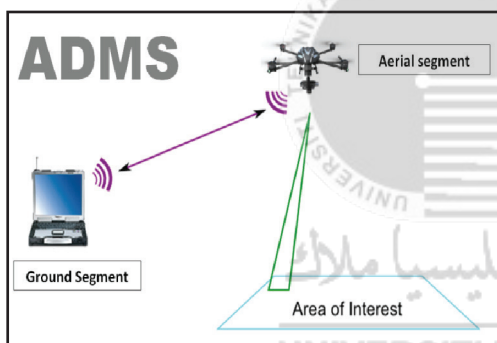 ADMS
Aerial segment
Ground Segment
Area of Interest